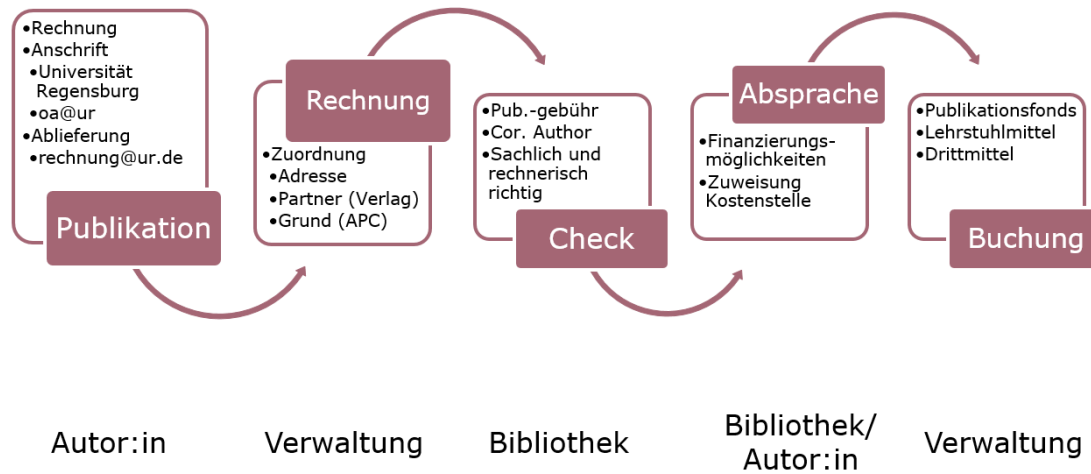 •Rechnung
•Anschrift
•Universität
Regensburg
•oa@ur
•Ablieferung
•rechnung@ur.de
Publikation
Rechnung
•Zuordnung
•Adresse
•Partner (Verlag)
•Grund (APC)
•Pub.-gebühr
•Cor. Author
•Sachlich und
rechnerisch
richtig
Check
Absprache
•Finanzierungs-
möglichkeiten
•Zuweisung
Kostenstelle
•Publikationsfonds
•Lehrstuhlmittel
•Drittmittel
Buchung
Autor:in
Verwaltung
Bibliothek
Bibliothek/
Autor:in
Verwaltung